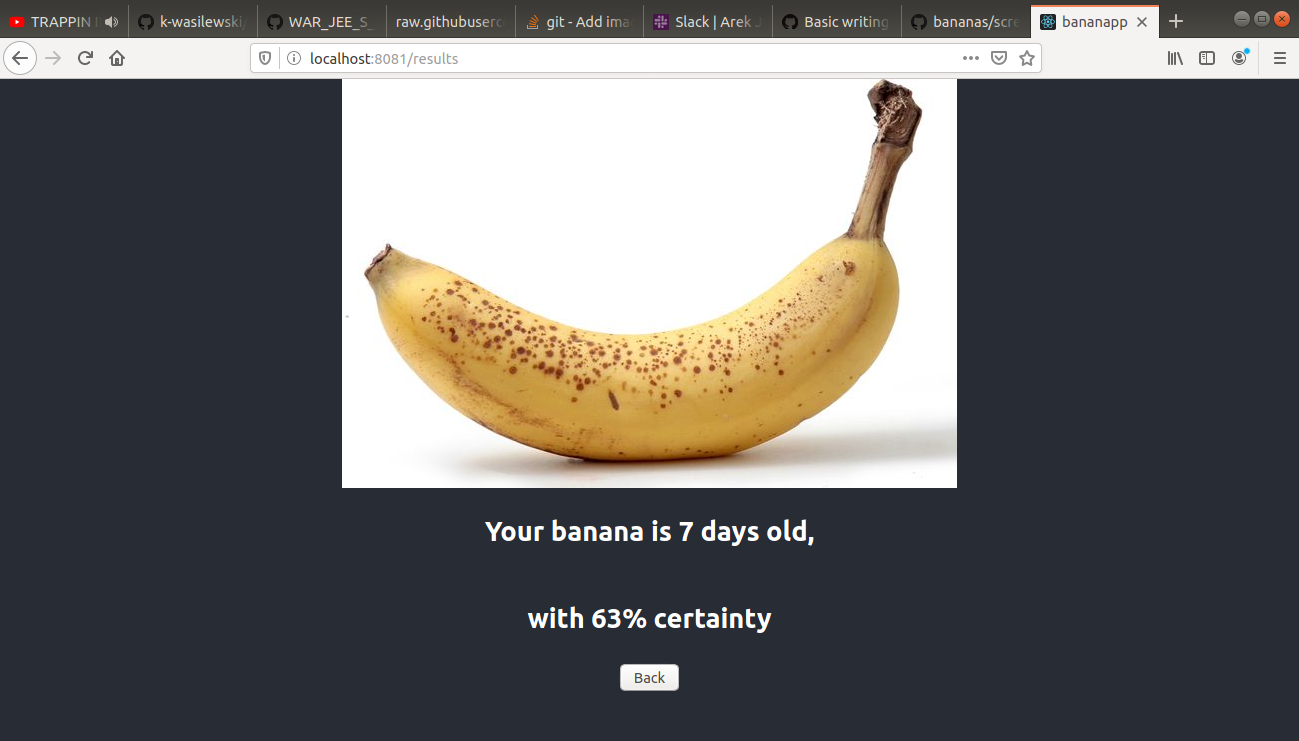 TRAPPIN
k-wasilewski/
WAR_JEE_S_
raw.githubuserc
git - Add ima
Slack | Arek J
Basic writing
bananas/scre
bananapp
localhost:8081/results
Your banana is 7 days old,
with 63% certainty
Back